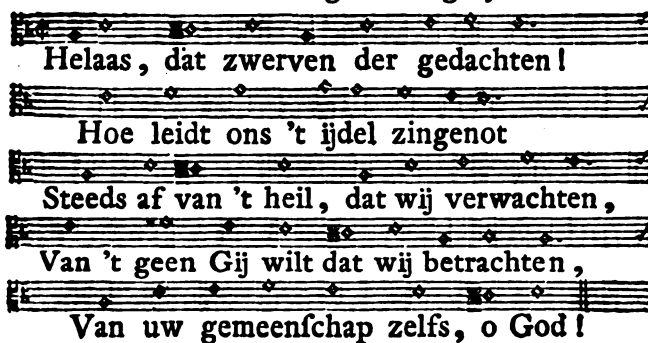 Helaas, dat zwerven der gedachten!
Hoe leidt ons 't ijdel zingenot
Steeds af van 't heil, dat wij verwachten,
Van 't geen Gij wilt dat wij betrachten,
Van uw gemeenſchap zelfs, o God!